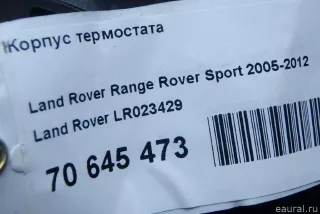 Корпус термостата
Land Rover Range Rover Sport 2005-2012
Land Rover LR023429
70 645 473
eaural.ru